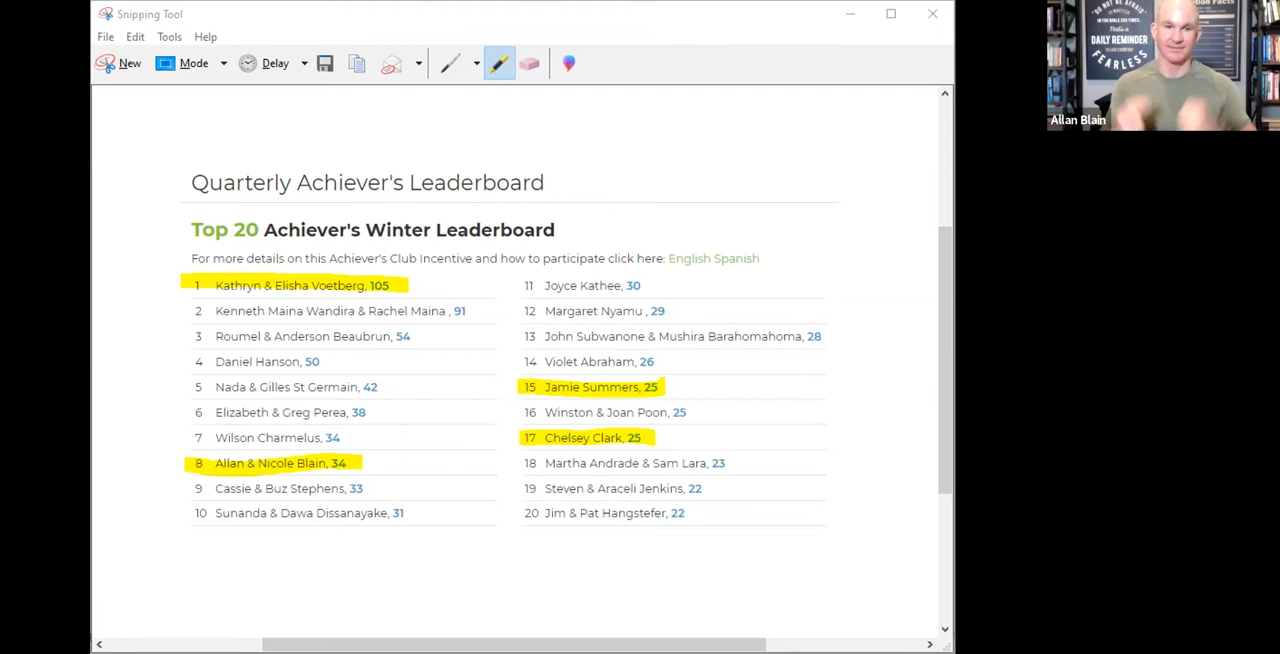 Snipping Tool
File Edit Tools Help
New Mode Delay
Quarterly Achiever's Leaderboard
Top 20 Achiever's Winter Leaderboard
For more details on this Achiever's Club Incentive and how to participate click here: English Spanish
1 Kathryn & Elisha Voetberg, 105
2 Kenneth Maina Wandira & Rachel Maina , 91
3 Roumel & Anderson Beaubrun, 54
4 Daniel Hanson, 50
5 Nada & Gilles St Germain, 42
6 Elizabeth & Greg Perea, 38
7 Wilson Charmelus, 34
8 Allan & Nicole Blain, 34
9 Cassie & Buz Stephens, 33
10 Sunanda & Dawa Dissanayake, 31
11 Joyce Kathee, 30
12 Margaret Nyamu , 29
13 John Subwanone & Mushira Barahomahoma, 28
14 Violet Abraham, 26
15 Jamie Summers, 25
16 Winston & Joan Poon, 25
17 Chelsey Clark, 25
18 Martha Andrade & Sam Lara, 23
19 Steven & Araceli Jenkins, 22
20 Jim & Pat Hangstefer, 22
DO NOT BE AFRAID
DAILY REMINDER
FEARLESS
Facts
Allan Blain